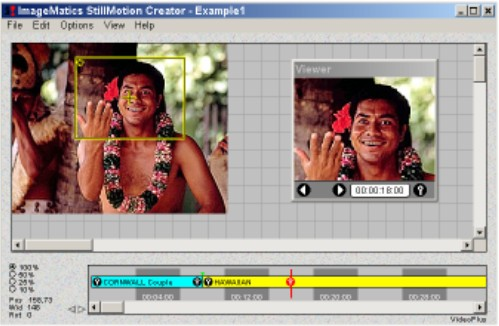 ImageMatics StillMotion Creator - Example1
File Edit Options View Help
Viewer
00:00:18:00
100%
50%
25%
10%
Pos 158,73
Wid 146
Rot 0
CORNWALL Couple
HAWAIIAN
00:04:00 00:12:00 00:20:00 00:28:00
VideoPlus